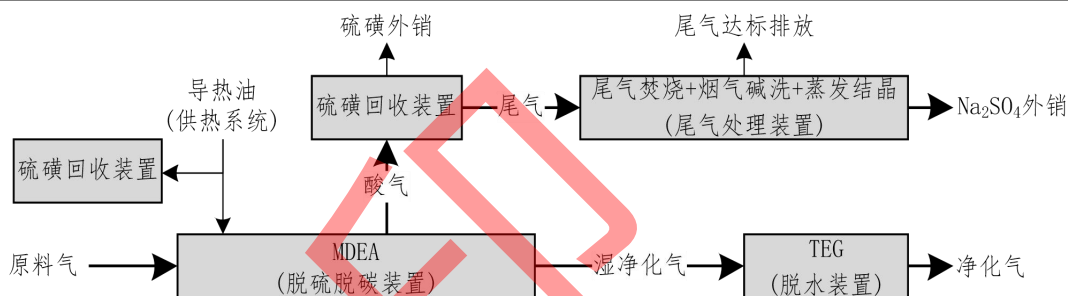 硫磺外销
尾气达标排放
导热油
(供热系统)
硫磺回收装置
尾气
尾气焚烧+烟气碱洗+蒸发结晶
(尾气处理装置)
Na₂SO₄外销
硫磺回收装置
酸气
原料气
MDEA
(脱硫脱碳装置)
湿净化气
TEG
(脱水装置)
净化气